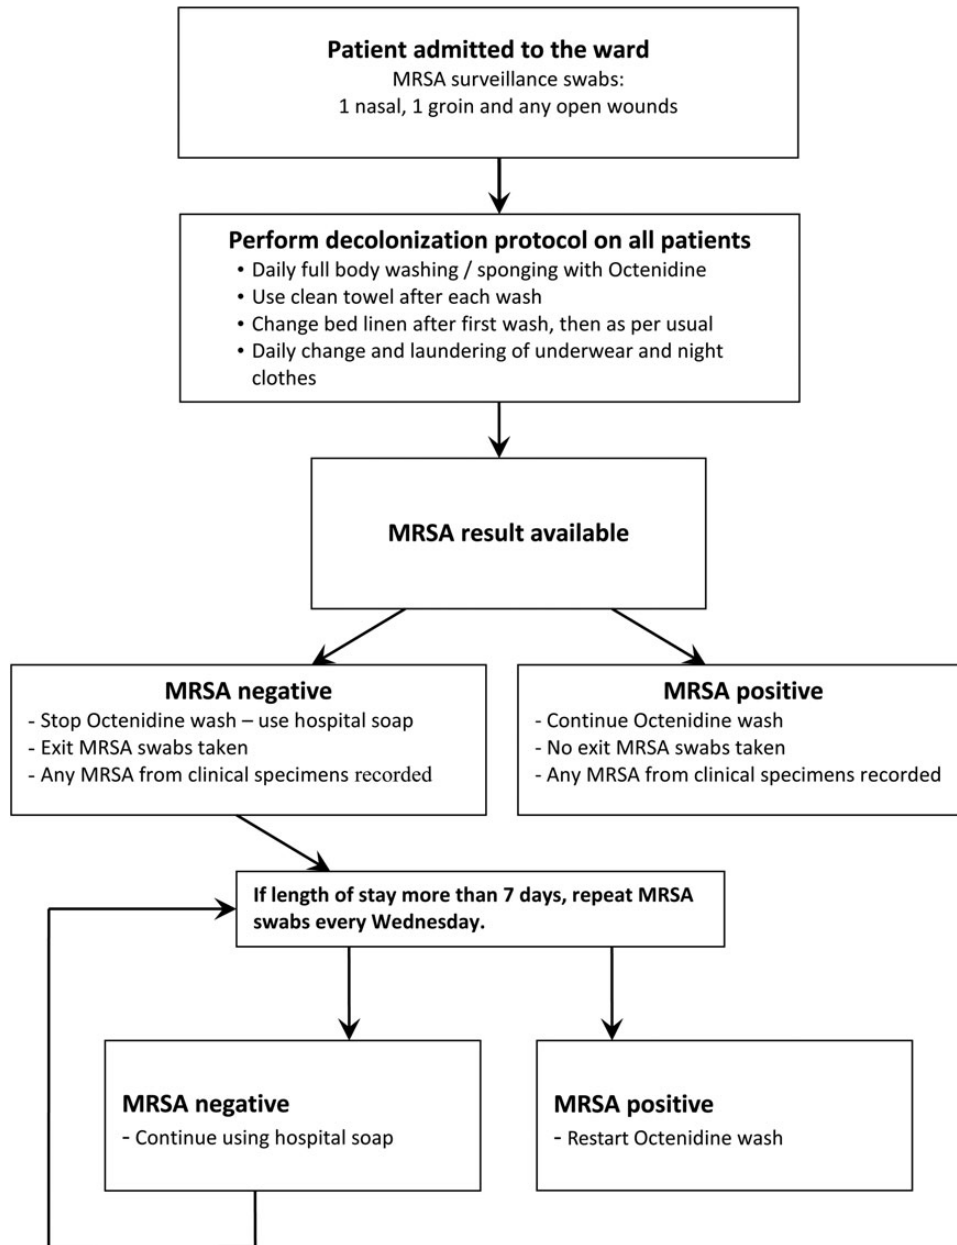 Patient admitted to the ward
MRSA surveillance swabs:
1 nasal, 1 groin and any open wounds
Perform decolonization protocol on all patients
• Daily full body washing / sponging with Octenidine
• Use clean towel after each wash
• Change bed linen after first wash, then as per usual
• Daily change and laundering of underwear and night
clothes
MRSA result available
MRSA negative
- Stop Octenidine wash – use hospital soap
- Exit MRSA swabs taken
- Any MRSA from clinical specimens recorded
MRSA positive
- Continue Octenidine wash
- No exit MRSA swabs taken
- Any MRSA from clinical specimens recorded
If length of stay more than 7 days, repeat MRSA
swabs every Wednesday.
MRSA negative
- Continue using hospital soap
MRSA positive
- Restart Octenidine wash